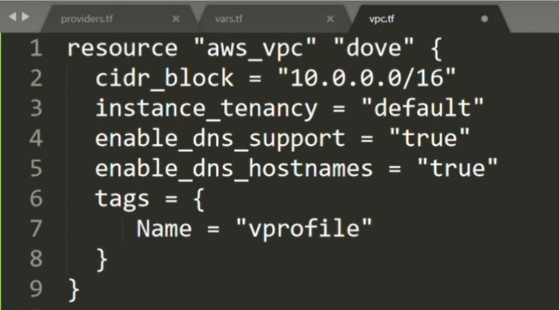 providers.tf vars.tf vpc.tf
1 resource "aws_vpc" "dove" {
2   cidr_block = "10.0.0.0/16"
3   instance_tenancy = "default"
4   enable_dns_support = "true"
5   enable_dns_hostnames = "true"
6   tags = {
7     Name = "vprofile"
8   }
9 }